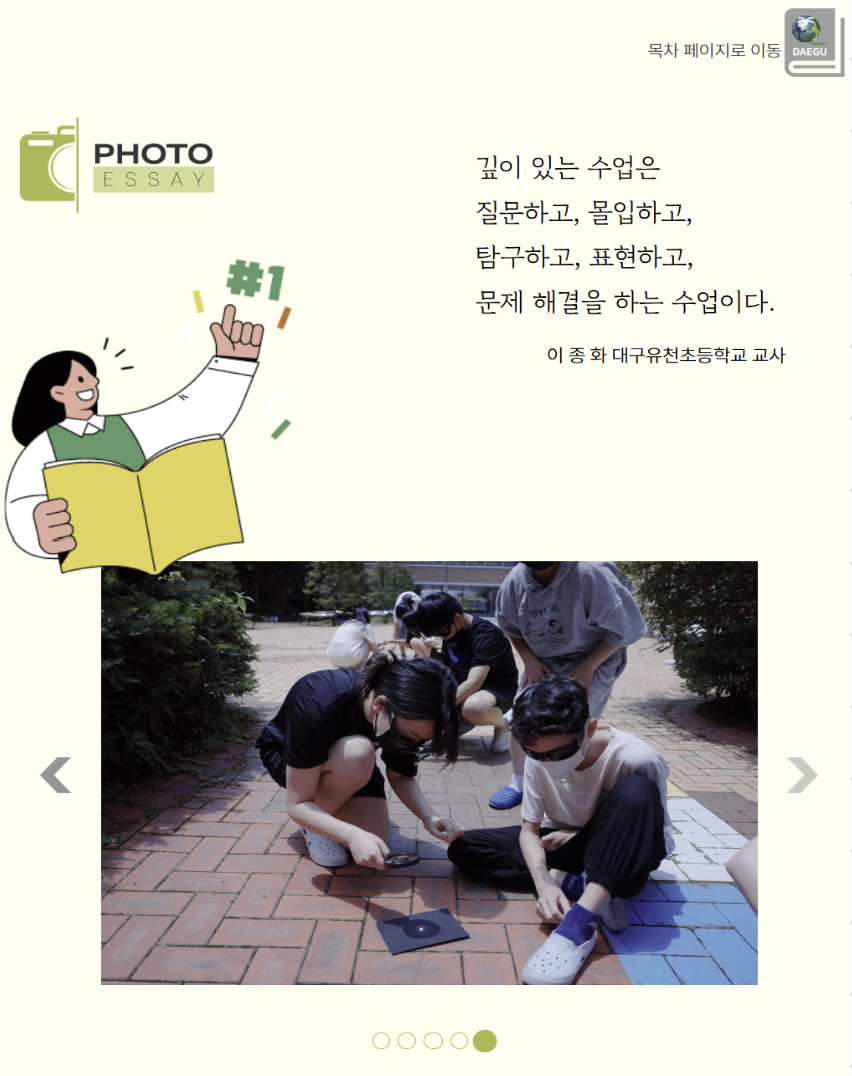 목차 페이지로 이동
DAEGU
PHOTO
ESSAY
깊이 있는 수업은
질문하고, 몰입하고,
탐구하고, 표현하고,
문제 해결을 하는 수업이다.
이 종 화 대구유천초등학교 교사
#1